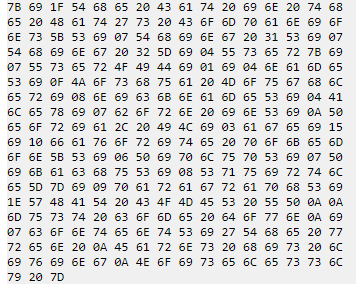 7B 69 1F 54 68 65 20 43 61 74 20 69 6E 20 74 68
65 20 48 61 74 27 73 20 43 6F 6D 70 61 6E 69 6F
6E 73 5B 53 69 07 54 68 69 6E 67 20 31 53 69 07
54 68 69 6E 67 20 32 5D 69 04 55 73 65 72 7B 69
07 55 73 65 72 4F 49 44 69 01 69 04 6E 61 6D 65
53 69 0F 4A 6F 73 68 75 61 20 4D 6F 75 67 68 6C
65 72 69 08 6E 69 63 6B 6E 61 6D 65 53 69 04 41
6C 65 78 69 07 62 6F 72 6E 20 69 6E 53 69 0A 50
65 6F 72 69 61 2C 20 49 4C 69 03 61 67 65 69 15
69 10 66 61 76 6F 72 69 74 65 20 70 6F 6B 65 6D
6F 6E 5B 53 69 06 50 69 70 6C 75 70 53 69 07 50
69 6B 61 63 68 75 53 69 08 53 71 75 69 72 74 6C
65 5D 7D 69 09 70 61 72 61 67 72 61 70 68 53 69
1E 57 48 41 54 20 43 4F 4D 45 53 20 55 50 0A 0A
6D 75 73 74 20 63 6F 6D 65 20 64 6F 77 6E 0A 69
07 63 6F 6E 74 65 6E 74 53 69 27 54 68 65 20 77
72 65 6E 20 0A 45 61 72 6E 73 20 68 69 73 20 6C
69 76 69 6E 67 0A 4E 6F 69 73 65 6C 65 73 73 6C
79 20 7D